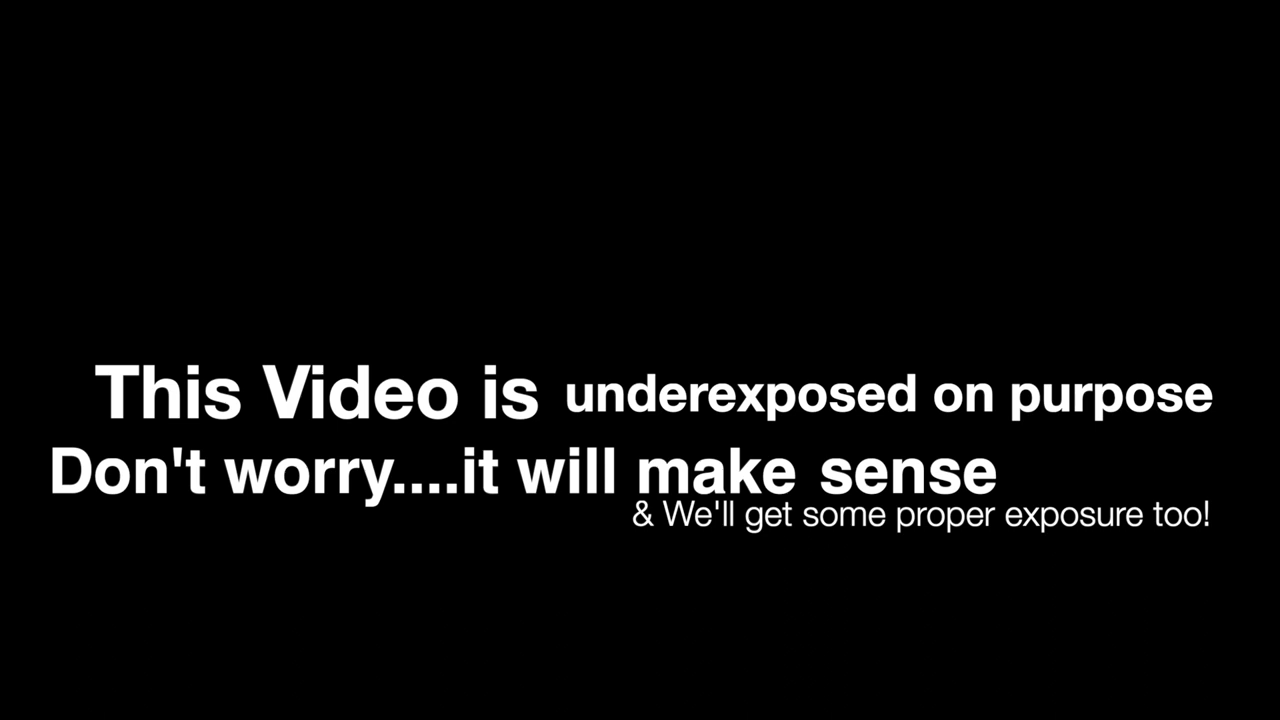 This Video is underexposed on purpose
Don't worry....it will make sense
& We'll get some proper exposure too!